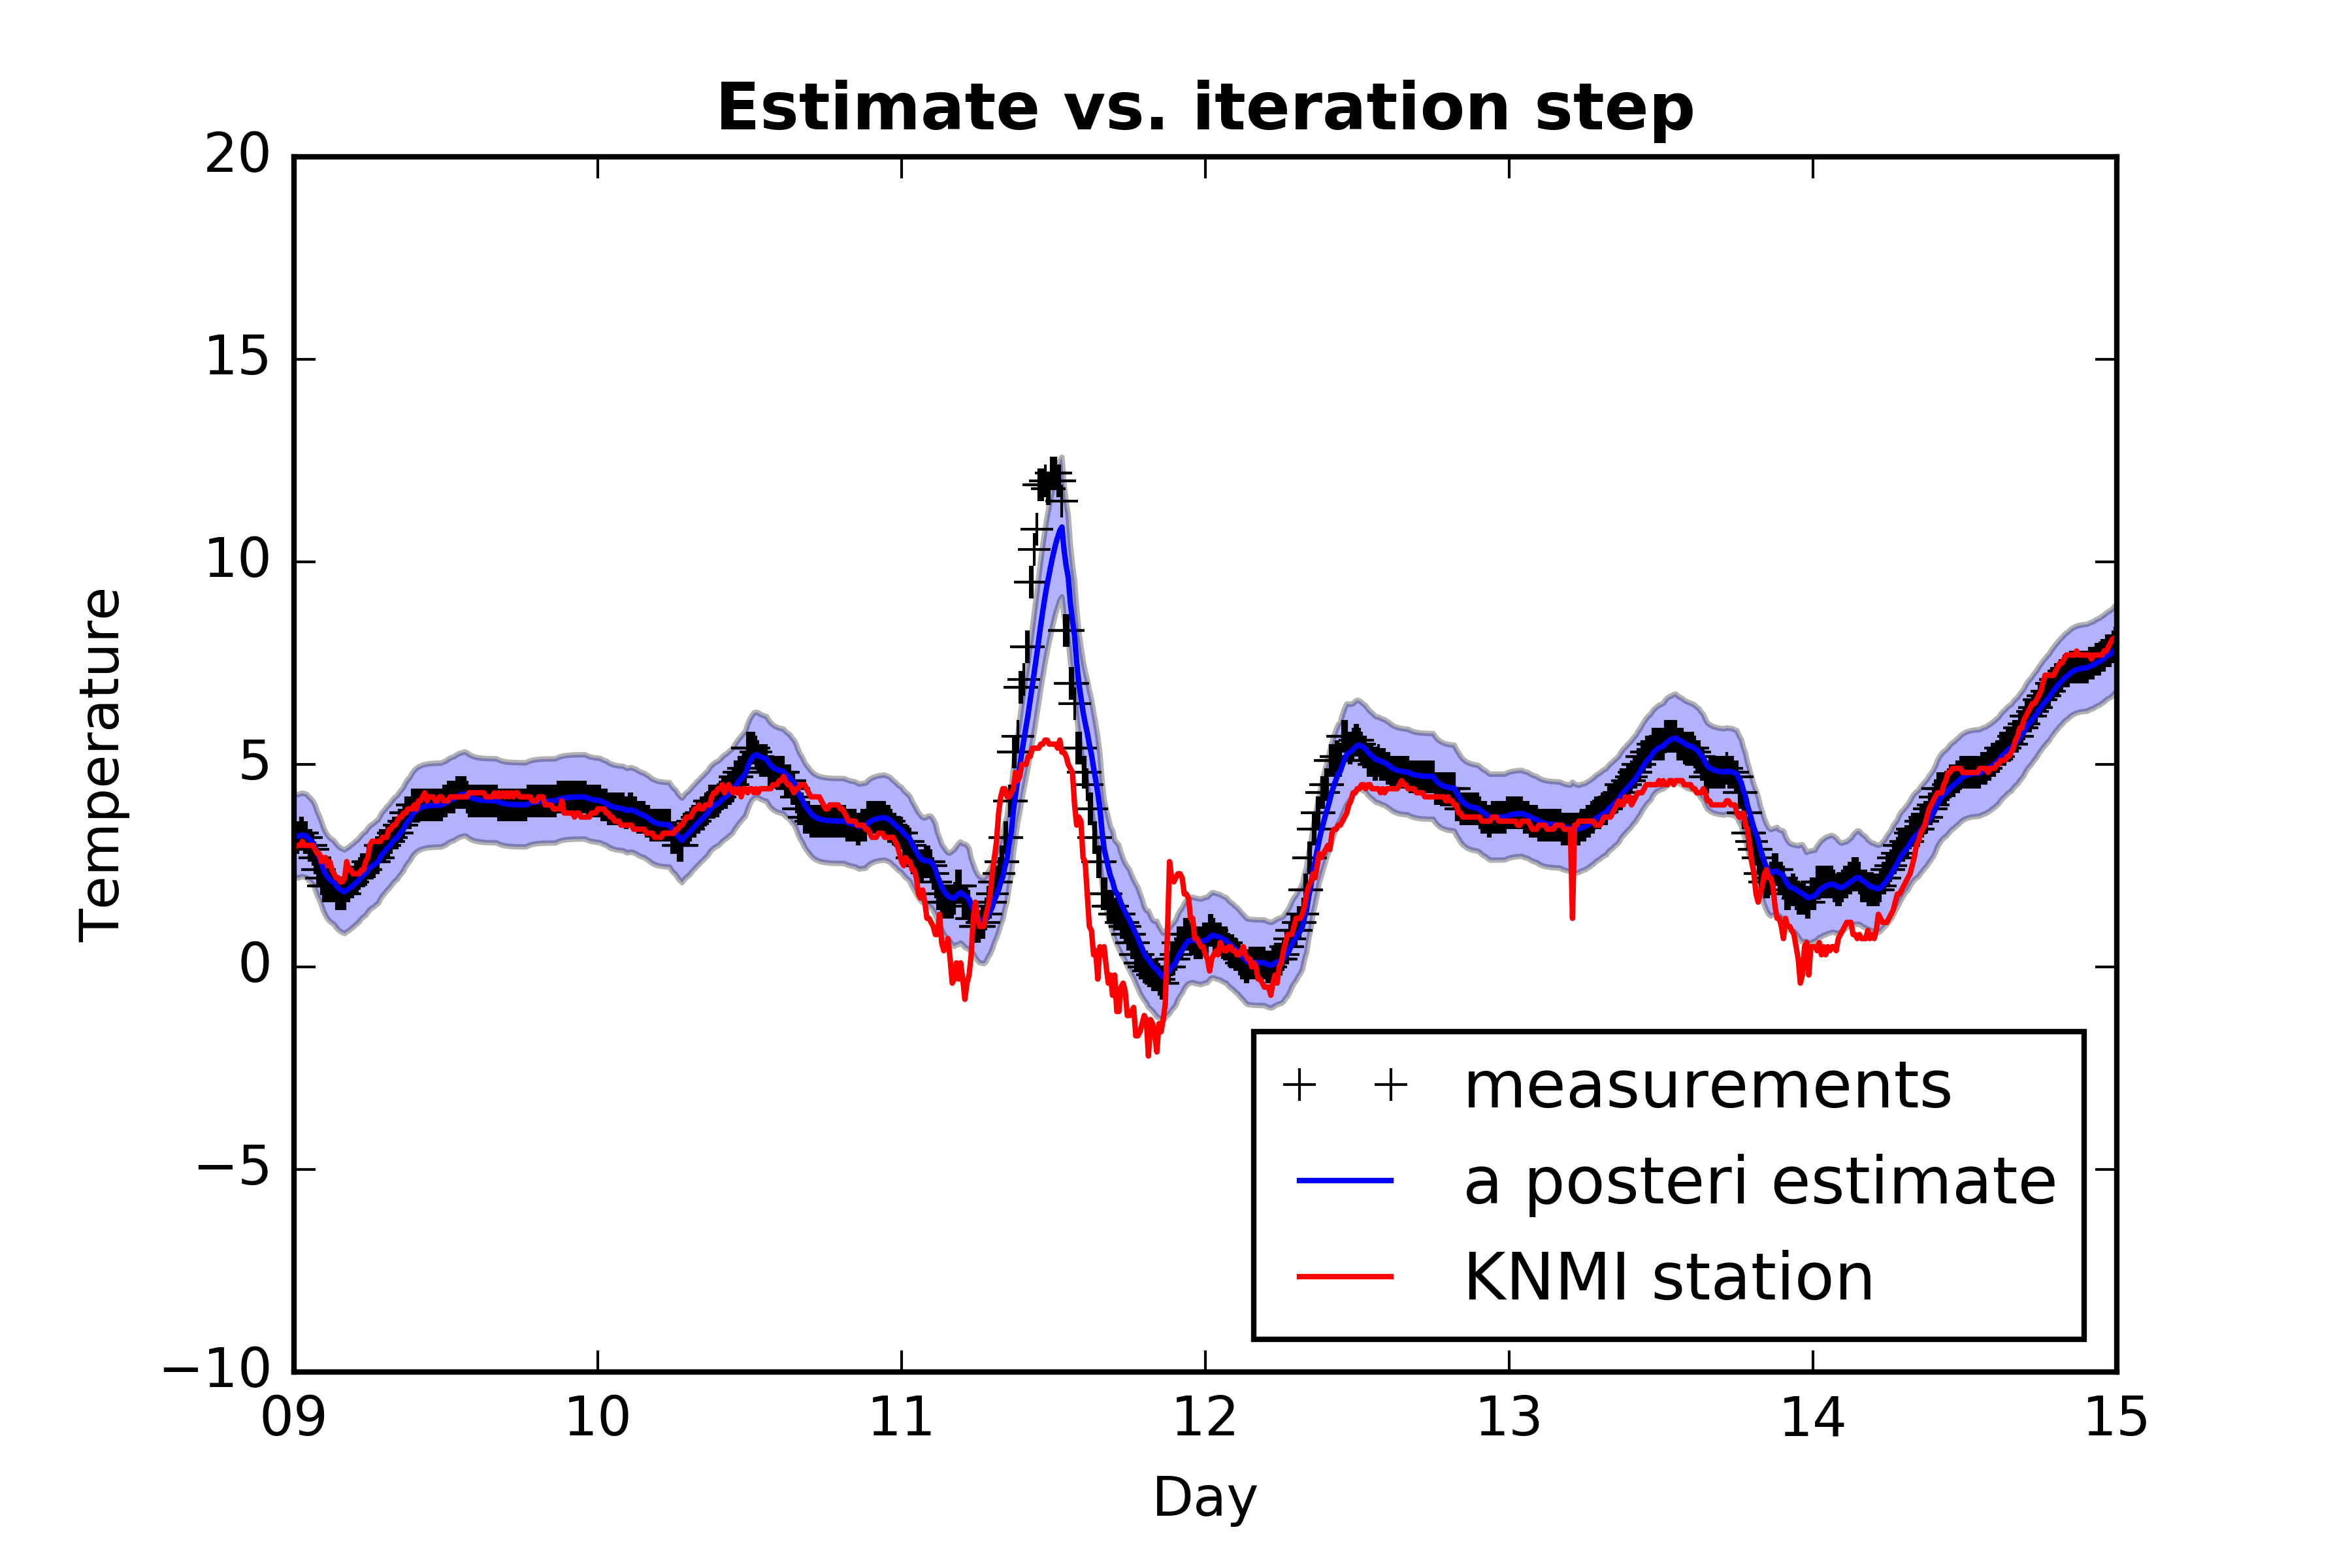 Estimate vs. iteration step
20
15
10
5
0
−5
−10
Temperature
measurements
a posteri estimate
KNMI station
09 10 11 12 13 14 15
Day